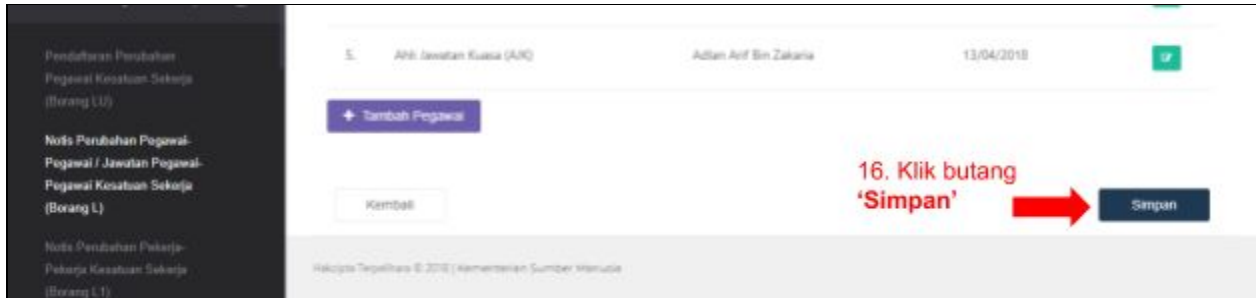 Pendaftaran Perubahan
Pegawai Kesatuan Sekerja
(Borang LU)
Notis Perubahan Pegawai-
Pegawai / Jawatan Pegawai-
Pegawai Kesatuan Sekerja
(Borang L)
Notis Perubahan Pekerja-
Pekerja Kesatuan Sekerja
(Borang L1)
5. Ahli Jawatan Kuasa (AJK) Adlan Arif Bin Zakaria 13/04/2018
+ Tambah Pegawai
16. Klik butang
‘Simpan’
Kembali Simpan
Hakcipta Terpelihara © 2018 | Kementerian Sumber Manusia